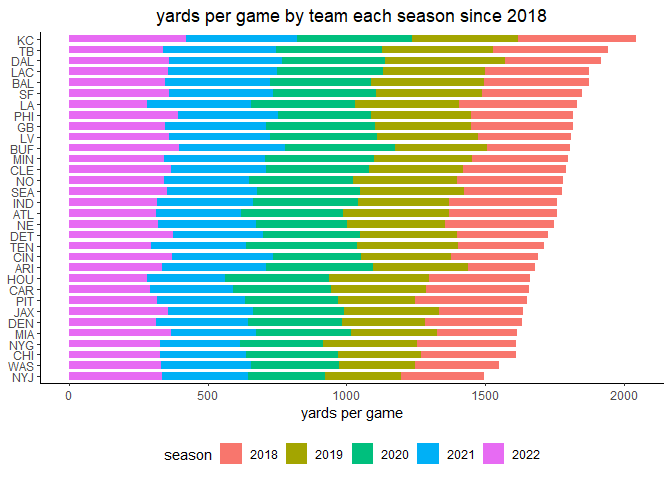 yards per game by team each season since 2018
KC
TB
DAL
LAC
BAL
SF
LA
PHI
GB
LV
BUF
MIN
CLE
NO
SEA
IND
ATL
NE
DET
TEN
CIN
ARI
HOU
CAR
PIT
JAX
DEN
MIA
NYG
CHI
WAS
NYJ
0 500 1000 1500 2000
yards per game
season 2018 2019 2020 2021 2022